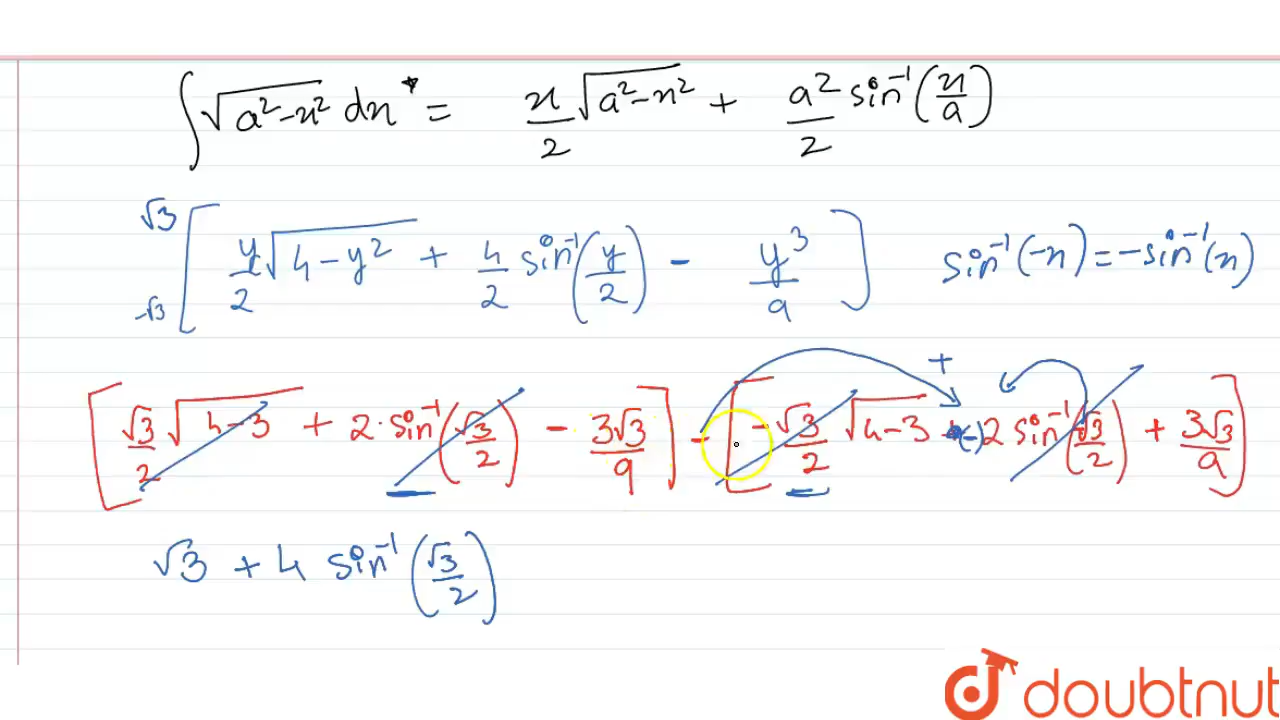 ∫√(a²-x²) dx = x/2 √(a²-x²) + a²/2 sin⁻¹(x/a)
√3 [ y/2 √(4-y²) + 4/2 sin⁻¹(y/2) - y³/9 ] -√3 sin⁻¹(-x) = -sin⁻¹(x)
+
[ √3/2 √(4-3) + 2·sin⁻¹(√3/2) - 3√3/9 ] - [ -√3/2 √(4-3) + (-) 2 sin⁻¹(√3/2) + 3√3/9 ]
√3 + 4 sin⁻¹(√3/2)
doubtnut